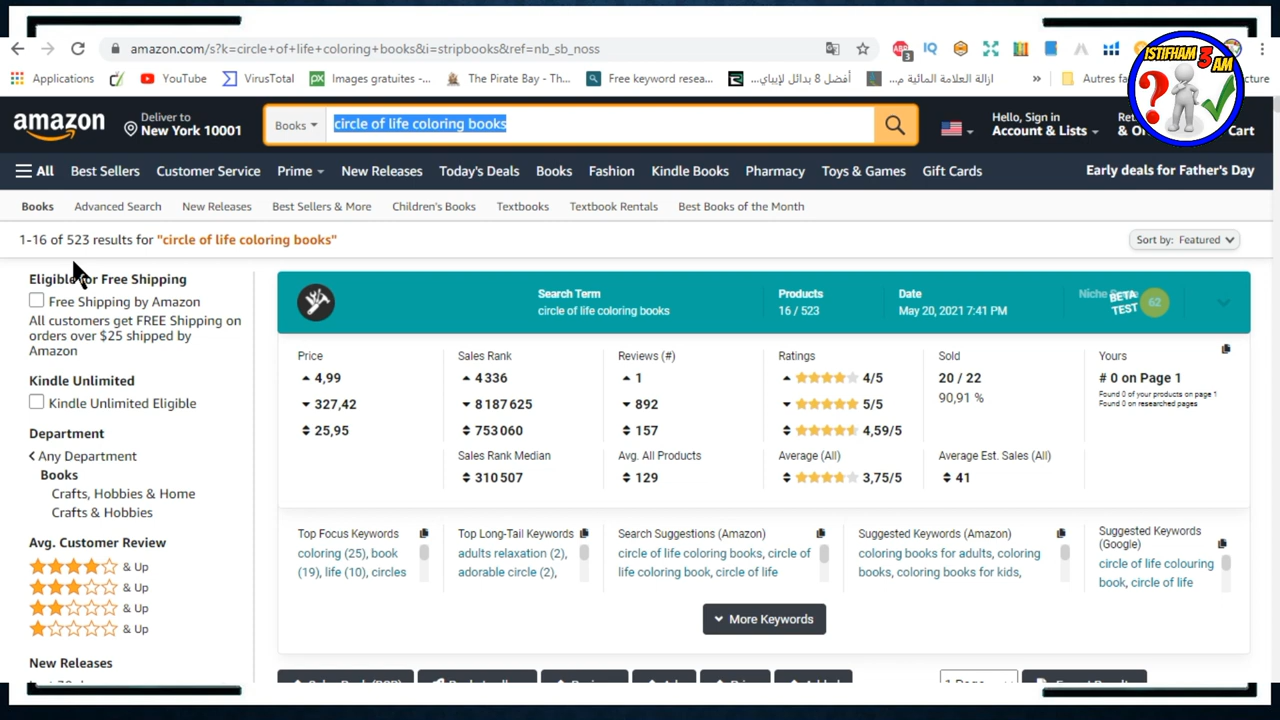 amazon.com/s?k=circle+of+life+coloring+books&i=stripbooks&ref=nb_sb_noss
ABP
3
IQ
ISTIFHAM
3
AM
Applications
YouTube
VirusTotal
px
Images gratuites -...
The Pirate Bay - Th...
Free keyword resea...
أفضل 8 بدائل لإيباي...
ازالة العلامة المائية م...
»
Autres fa
cture
amazon
Deliver to
New York 10001
Books
circle of life coloring books
Hello, Sign in
Account & Lists
Cart
All
Best Sellers
Customer Service
Prime
New Releases
Today's Deals
Books
Fashion
Kindle Books
Pharmacy
Toys & Games
Gift Cards
Early deals for Father's Day
Books
Advanced Search
New Releases
Best Sellers & More
Children's Books
Textbooks
Textbook Rentals
Best Books of the Month
1-16 of 523 results for "circle of life coloring books"
Sort by: Featured
Eligible for Free Shipping
Free Shipping by Amazon
All customers get FREE Shipping on
orders over $25 shipped by
Amazon
Kindle Unlimited
Kindle Unlimited Eligible
Department
Any Department
Books
Crafts, Hobbies & Home
Crafts & Hobbies
Avg. Customer Review
& Up
& Up
& Up
& Up
New Releases
Search Term
circle of life coloring books
Products
16 / 523
Date
May 20, 2021 7:41 PM
Niche
BETA
TEST
62
Price
4,99
327,42
25,95
Sales Rank
4 336
8 187 625
753 060
Sales Rank Median
310 507
Reviews (#)
1
892
157
Avg. All Products
129
Ratings
4/5
5/5
4,59/5
Average (All)
3,75/5
Sold
20 / 22
90,91 %
Average Est. Sales (All)
41
Yours
# 0 on Page 1
Found 0 of your products on page 1
Found 0 on researched pages
Top Focus Keywords
coloring (25), book
(19), life (10), circles
Top Long-Tail Keywords
adults relaxation (2),
adorable circle (2),
Search Suggestions (Amazon)
circle of life coloring books, circle of
life coloring book, circle of life
Suggested Keywords (Amazon)
coloring books for adults, coloring
books, coloring books for kids,
Suggested Keywords
(Google)
circle of life colouring
book, circle of life
More Keywords